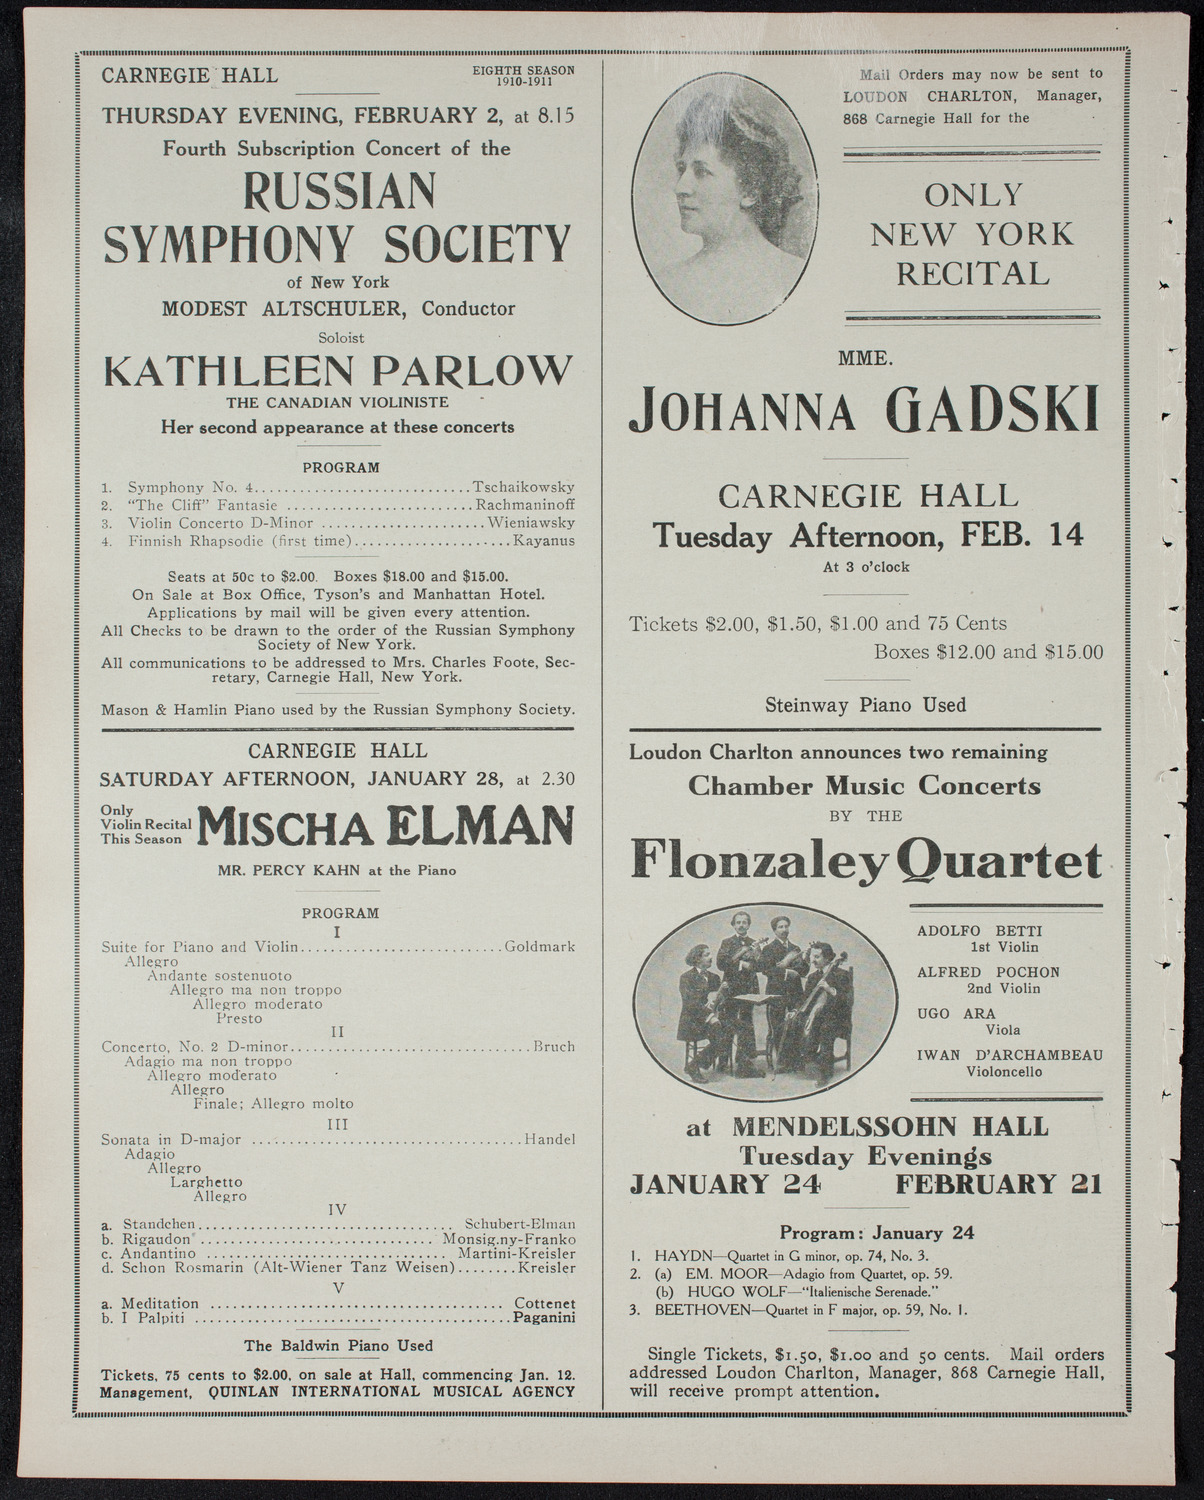 CARNEGIE HALL
EIGHTH SEASON
1910-1911
THURSDAY EVENING, FEBRUARY 2, at 8.15
Fourth Subscription Concert of the
RUSSIAN
SYMPHONY SOCIETY
of New York
MODEST ALTSCHULER, Conductor
Soloist
KATHLEEN PARLOW
THE CANADIAN VIOLINISTE
Her second appearance at these concerts
PROGRAM
1. Symphony No. 4............................Tschaikowsky
2. "The Cliff" Fantasie ........................Rachmaninoff
3. Violin Concerto D-Minor .....................Wieniawsky
4. Finnish Rhapsodie (first time)....................Kayanus
Seats at 50c to $2.00. Boxes $18.00 and $15.00.
On Sale at Box Office, Tyson's and Manhattan Hotel.
Applications by mail will be given every attention.
All Checks to be drawn to the order of the Russian Symphony
Society of New York.
All communications to be addressed to Mrs. Charles Foote, Sec-
retary, Carnegie Hall, New York.
Mason & Hamlin Piano used by the Russian Symphony Society.
CARNEGIE HALL
SATURDAY AFTERNOON, JANUARY 28, at 2.30
Only
Violin Recital
This Season
MISCHA ELMAN
MR. PERCY KAHN at the Piano
PROGRAM
I
Suite for Piano and Violin..........................Goldmark
Allegro
Andante sostenuto
Allegro ma non troppo
Allegro moderato
Presto
II
Concerto, No. 2 D-minor..............................Bruch
Adagio ma non troppo
Allegro moderato
Allegro
Finale; Allegro molto
III
Sonata in D-major ..................................Handel
Adagio
Allegro
Larghetto
Allegro
IV
a. Standchen................................. Schubert-Elman
b. Rigaudon.............................. Monsig.ny-Franko
c. Andantino ............................... Martini-Kreisler
d. Schon Rosmarin (Alt-Wiener Tanz Weisen)........Kreisler
V
a. Meditation ....................................... Cottenet
b. I Palpiti .........................................Paganini
The Baldwin Piano Used
Tickets, 75 cents to $2.00, on sale at Hall, commencing Jan. 12.
Management, QUINLAN INTERNATIONAL MUSICAL AGENCY
Mail Orders may now be sent to
LOUDON CHARLTON, Manager,
868 Carnegie Hall for the
ONLY
NEW YORK
RECITAL
MME.
JOHANNA GADSKI
CARNEGIE HALL
Tuesday Afternoon, FEB. 14
At 3 o'clock
Tickets $2.00, $1.50, $1.00 and 75 Cents
Boxes $12.00 and $15.00
Steinway Piano Used
Loudon Charlton announces two remaining
Chamber Music Concerts
BY THE
Flonzaley Quartet
ADOLFO BETTI
1st Violin
ALFRED POCHON
2nd Violin
UGO ARA
Viola
IWAN D'ARCHAMBEAU
Violoncello
at MENDELSSOHN HALL
Tuesday Evenings
JANUARY 24 FEBRUARY 21
Program: January 24
1. HAYDN—Quartet in G minor, op. 74, No. 3.
2. (a) EM. MOOR—Adagio from Quartet, op. 59.
(b) HUGO WOLF—"Italienische Serenade."
3. BEETHOVEN—Quartet in F major, op. 59, No. 1.
Single Tickets, $1.50, $1.00 and 50 cents. Mail orders
addressed Loudon Charlton, Manager, 868 Carnegie Hall,
will receive prompt attention.